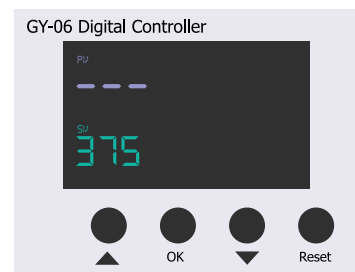 GY-06 Digital Controller
PV
---
SV
375
OK
Reset